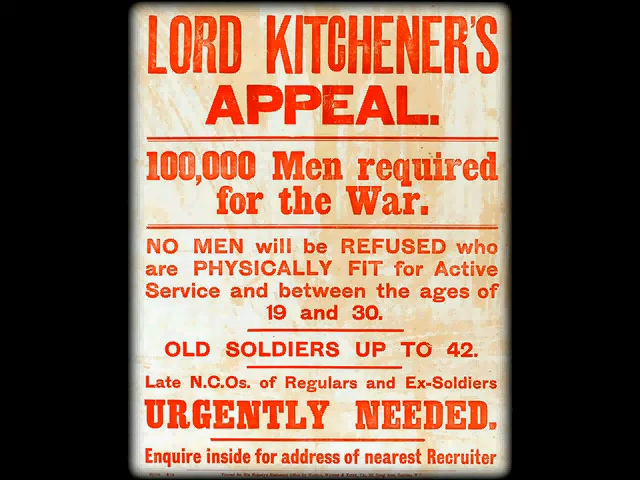 LORD KITCHENER'S
APPEAL.
100,000 Men required
for the War.
NO MEN will be REFUSED who
are PHYSICALLY FIT for Active
Service and between the ages of
19 and 30.
OLD SOLDIERS UP TO 42.
Late N.C.Os. of Regulars and Ex-Soldiers
URGENTLY NEEDED.
Enquire inside for address of nearest Recruiter